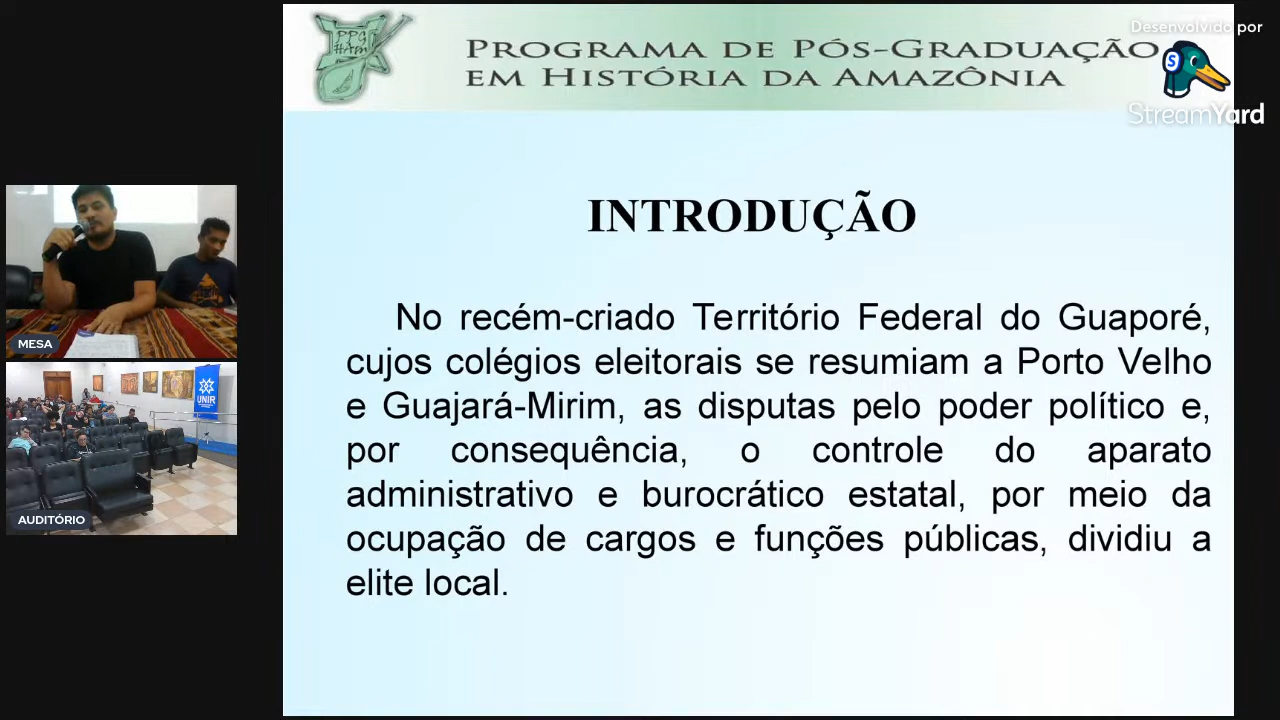 PPG
HAm
PROGRAMA DE PÓS-GRADUAÇÃO
EM HISTÓRIA DA AMAZÔNIA
Desenvolvido por
S
StreamYard
INTRODUÇÃO
No recém-criado Território Federal do Guaporé,
cujos colégios eleitorais se resumiam a Porto Velho
e Guajará-Mirim, as disputas pelo poder político e,
por consequência, o controle do aparato
administrativo e burocrático estatal, por meio da
ocupação de cargos e funções públicas, dividiu a
elite local.
MESA
UNIR
AUDITÓRIO